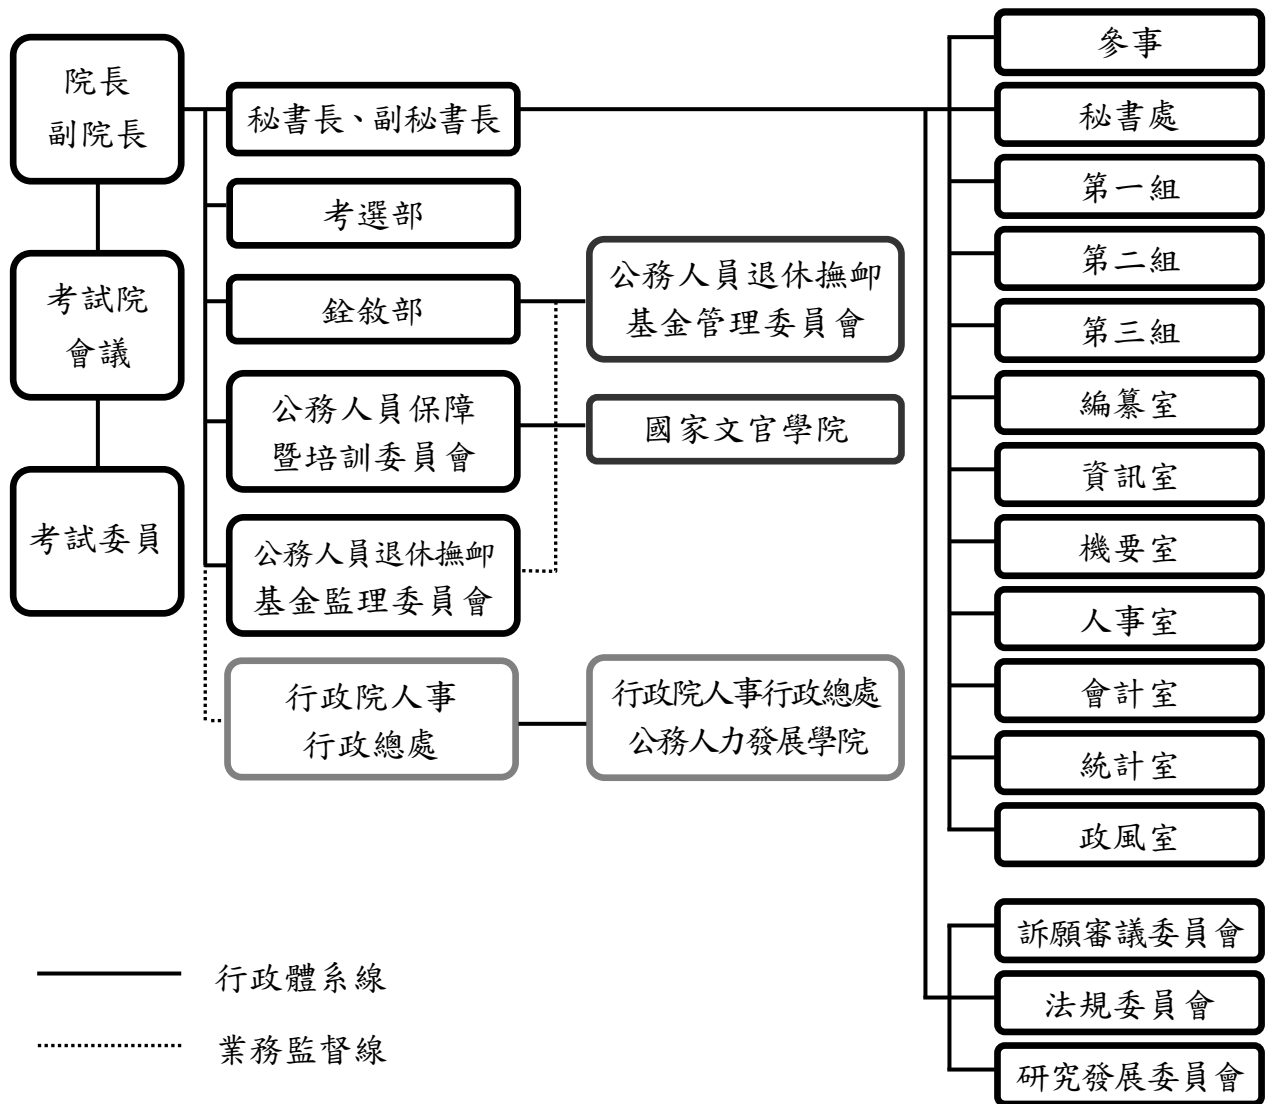 院長
副院長
考試院
會議
考試委員
秘書長、副秘書長
考選部
銓敘部
公務人員保障
暨培訓委員會
公務人員退休撫卹
基金監理委員會
行政院人事
行政總處
公務人員退休撫卹
基金管理委員會
國家文官學院
行政院人事行政總處
公務人力發展學院
參事
秘書處
第一組
第二組
第三組
編纂室
資訊室
機要室
人事室
會計室
統計室
政風室
訴願審議委員會
法規委員會
研究發展委員會
行政體系線
業務監督線